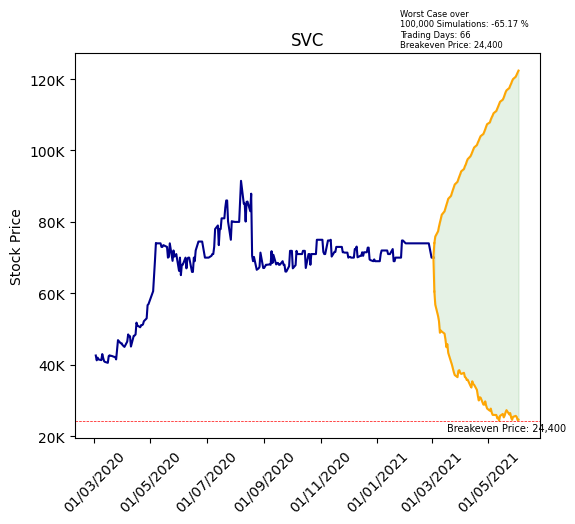 Worst Case over
100,000 Simulations: -65.17 %
Trading Days: 66
Breakeven Price: 24,400
SVC
120K
100K
80K
60K
40K
20K
Stock Price
Breakeven Price: 24,400
01/03/2020
01/05/2020
01/07/2020
01/09/2020
01/11/2020
01/01/2021
01/03/2021
01/05/2021